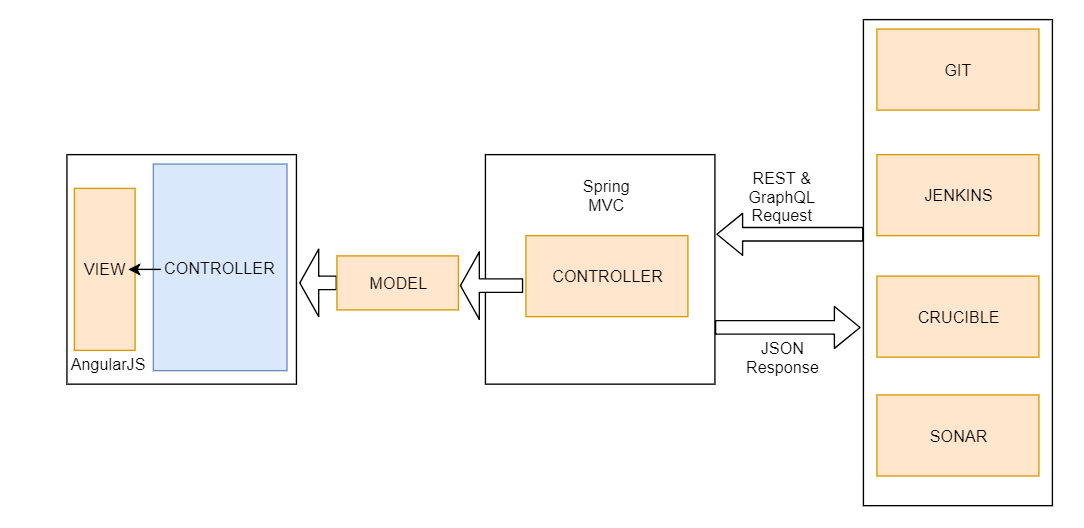 GIT
Spring
MVC
REST &
GraphQL
Request
JENKINS
VIEW
CONTROLLER
MODEL
CONTROLLER
CRUCIBLE
AngularJS
JSON
Response
SONAR